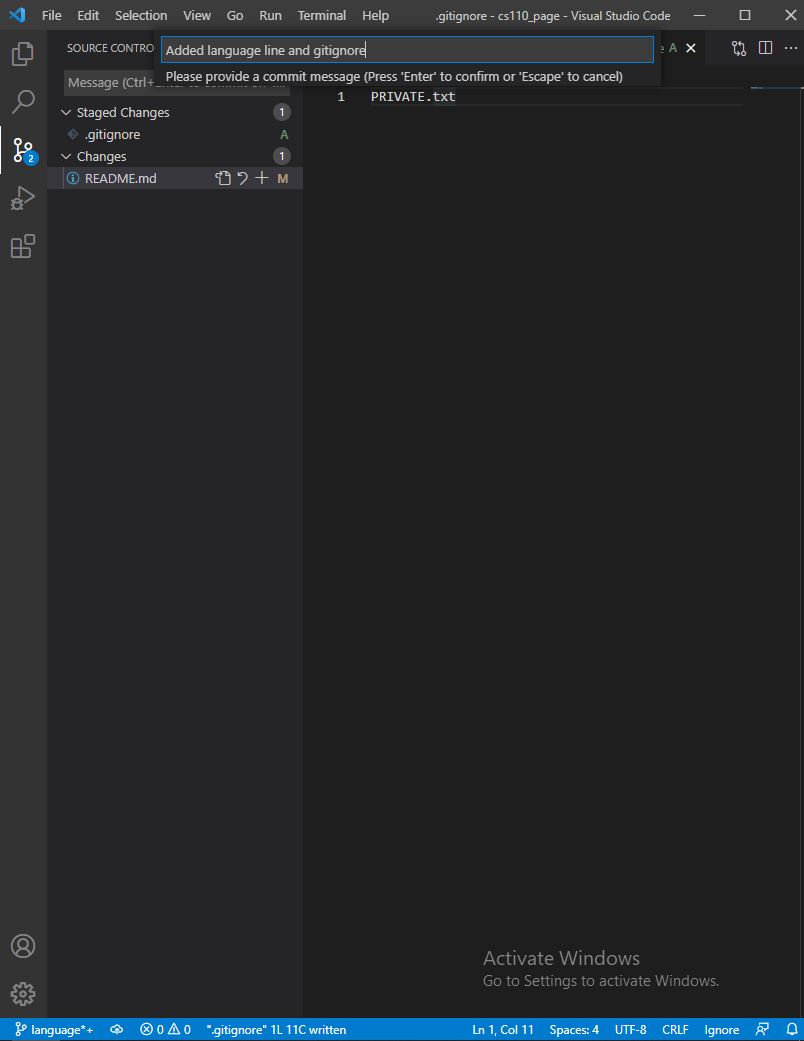 File Edit Selection View Go Run Terminal Help .gitignore - cs110_page - Visual Studio Code
SOURCE CONTRO
Added language line and gitignore
A
Please provide a commit message (Press 'Enter' to confirm or 'Escape' to cancel)
Message (Ctrl+
1 PRIVATE.txt
Staged Changes 1
.gitignore A
Changes 1
README.md M
2
Activate Windows
Go to Settings to activate Windows.
language*+ 0 0 ".gitignore" 1L 11C written Ln 1, Col 11 Spaces: 4 UTF-8 CRLF Ignore